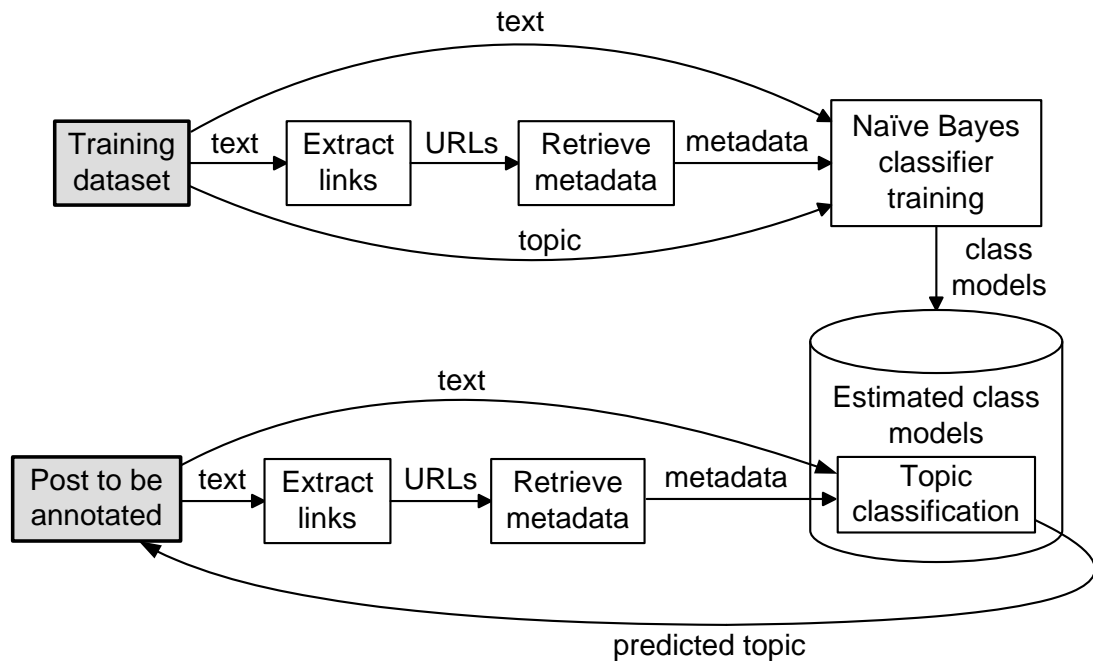 text
Training
dataset
text
Extract
links
URLs
Retrieve
metadata
metadata
Naïve Bayes
classifier
training
topic
class
models
Estimated class
models
text
Post to be
annotated
text
Extract
links
URLs
Retrieve
metadata
metadata
Topic
classification
predicted topic